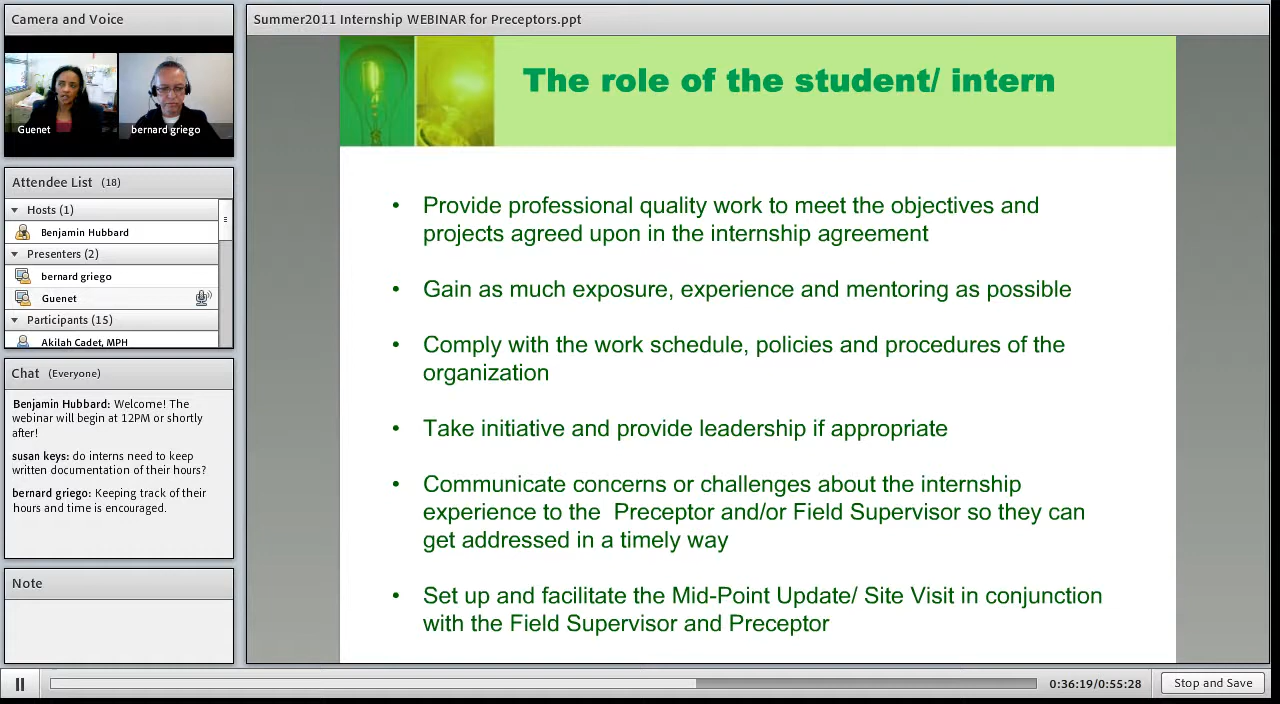 Camera and Voice
Guenet
bernard griego
Attendee List (18)
Hosts (1)
Benjamin Hubbard
Presenters (2)
bernard griego
Guenet
Participants (15)
Akilah Cadet, MPH
Chat (Everyone)
Benjamin Hubbard: Welcome! The
webinar will begin at 12PM or shortly
after!
susan keys: do interns need to keep
written documentation of their hours?
bernard griego: Keeping track of their
hours and time is encouraged.
Note
Summer2011 Internship WEBINAR for Preceptors.ppt
The role of the student/ intern
• Provide professional quality work to meet the objectives and
projects agreed upon in the internship agreement
• Gain as much exposure, experience and mentoring as possible
• Comply with the work schedule, policies and procedures of the
organization
• Take initiative and provide leadership if appropriate
• Communicate concerns or challenges about the internship
experience to the  Preceptor and/or Field Supervisor so they can
get addressed in a timely way
• Set up and facilitate the Mid-Point Update/ Site Visit in conjunction
with the Field Supervisor and Preceptor
0:36:19/0:55:28
Stop and Save